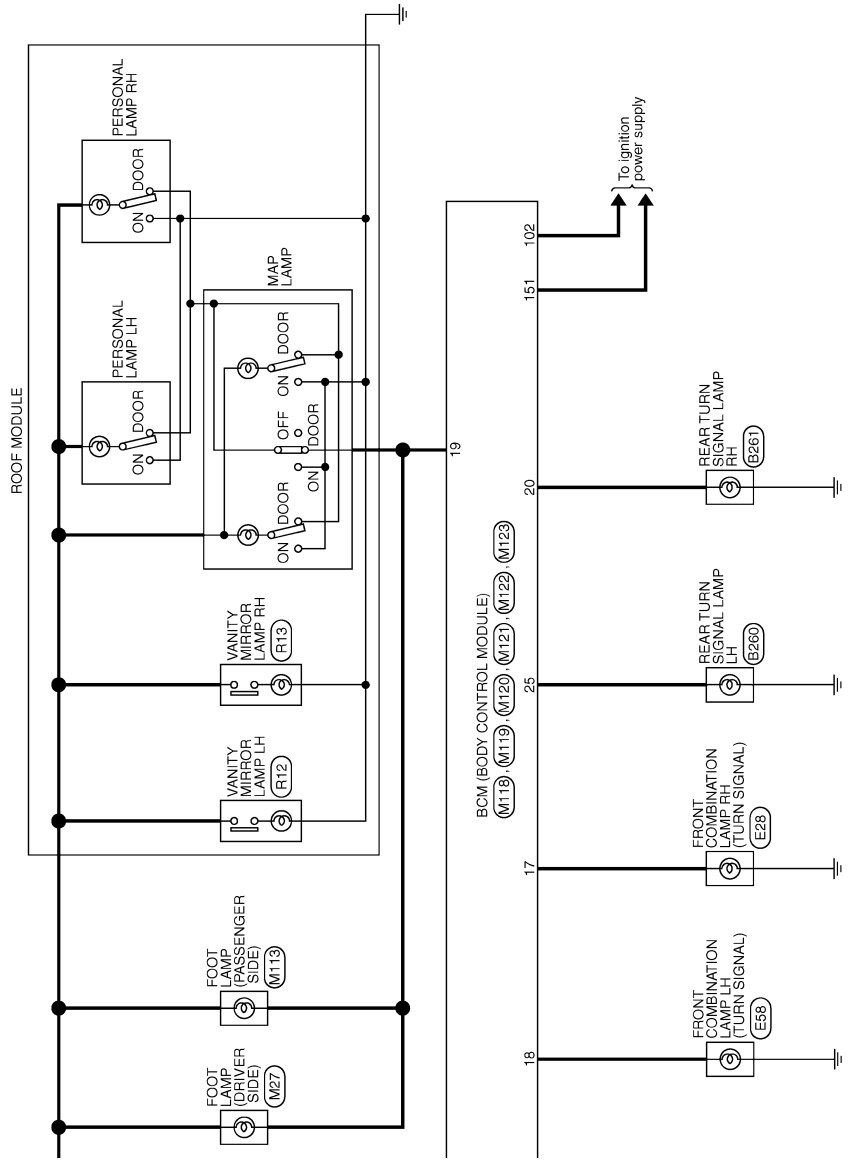 To ignition
power supply
ROOF MODULE
PERSONAL
LAMP RH
DOOR
ON
PERSONAL
LAMP LH
DOOR
ON
MAP
LAMP
DOOR
ON
OFF
DOOR
ON
DOOR
ON
VANITY
MIRROR
LAMP RH
R13
VANITY
MIRROR
LAMP LH
R12
FOOT
LAMP
(PASSENGER
SIDE)
M113
FOOT
LAMP
(DRIVER
SIDE)
M27
BCM (BODY CONTROL MODULE)
M118 , M119 , M120 , M121 , M122 , M123
102
151
19
20
25
17
18
REAR TURN
SIGNAL LAMP
RH
B261
REAR TURN
SIGNAL LAMP
LH
B260
FRONT
COMBINATION
LAMP RH
(TURN SIGNAL)
E28
FRONT
COMBINATION
LAMP LH
(TURN SIGNAL)
E58